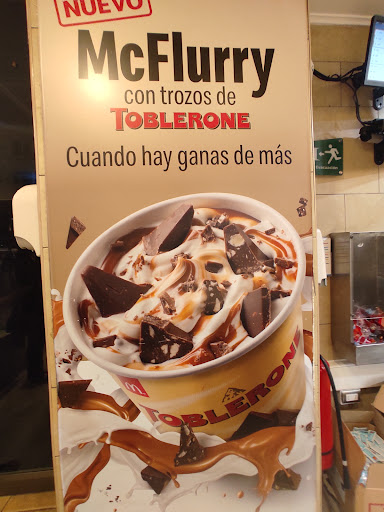 NUEVO
McFlurry
con trozos de
TOBLERONE
Cuando hay ganas de más
TOBLERONE